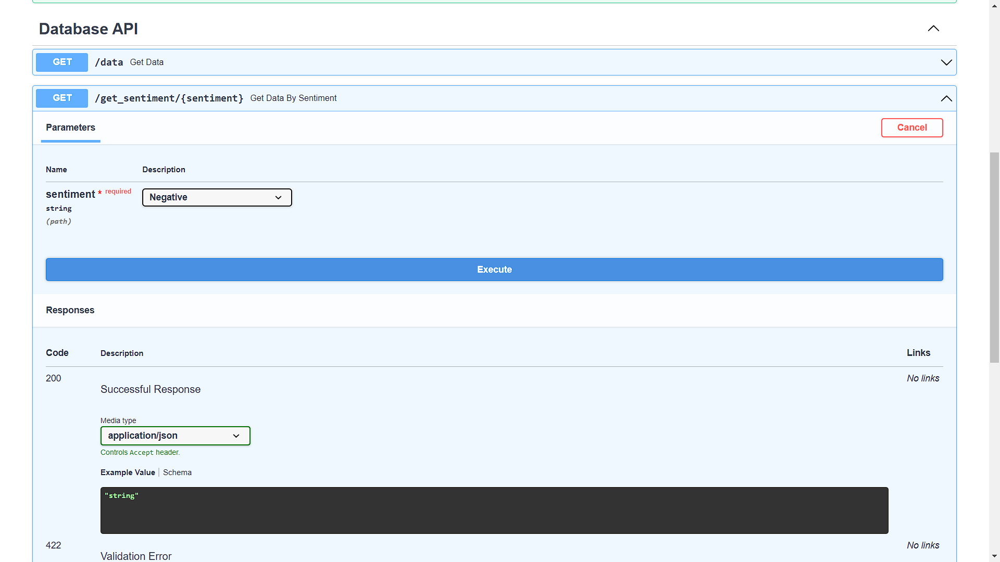 Database API
GET /data Get Data
GET /get_sentiment/{sentiment} Get Data By Sentiment
Parameters
Cancel
Name Description
sentiment * required
Negative
string
(path)
Execute
Responses
Code Description Links
200 No links
Successful Response
Media type
application/json
Controls Accept header.
Example Value | Schema
"string"
422 No links
Validation Error